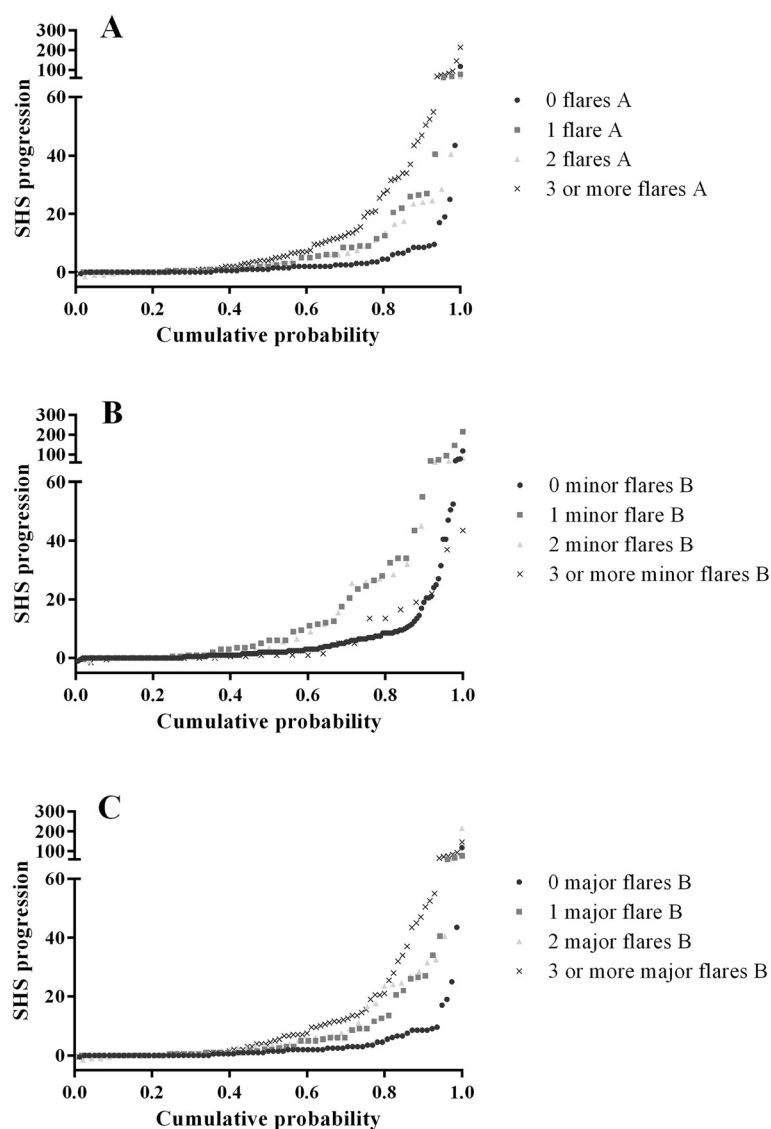 A
300
200
100
60
40
20
0
SHS progression
0.0 0.2 0.4 0.6 0.8 1.0
Cumulative probability
0 flares A
1 flare A
2 flares A
3 or more flares A
B
300
200
100
60
40
20
0
SHS progression
0.0 0.2 0.4 0.6 0.8 1.0
Cumulative probability
0 minor flares B
1 minor flare B
2 minor flares B
3 or more minor flares B
C
300
200
100
60
40
20
0
SHS progression
0.0 0.2 0.4 0.6 0.8 1.0
Cumulative probability
0 major flares B
1 major flare B
2 major flares B
3 or more major flares B